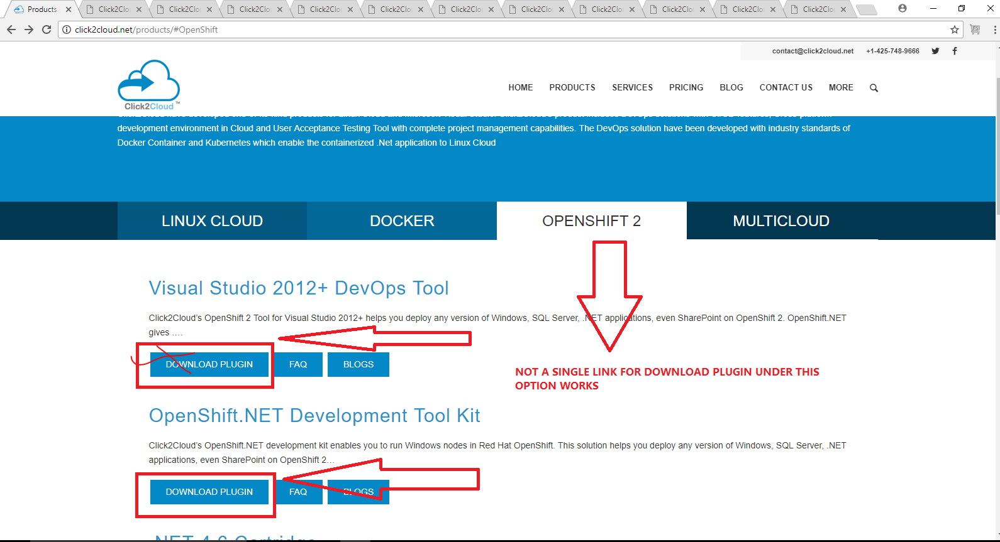 Products
Click2Clo
Click2Clo
Click2Clo
Click2Clo
Click2Clo
Click2Clo
Click2Clo
Click2Clo
Click2Clo
Click2Clo
Click2Clo
click2cloud.net/products/#OpenShift
contact@click2cloud.net +1-425-748-9666
Click2Cloud ™
HOME PRODUCTS SERVICES PRICING BLOG CONTACT US MORE
development environment in Cloud and User Acceptance Testing Tool with complete project management capabilities. The DevOps solution have been developed with industry standards of
Docker Container and Kubernetes which enable the containerized .Net application to Linux Cloud
LINUX CLOUD DOCKER OPENSHIFT 2 MULTICLOUD
Visual Studio 2012+ DevOps Tool
Click2Cloud’s OpenShift 2 Tool for Visual Studio 2012+ helps you deploy any version of Windows, SQL Server, .NET applications, even SharePoint on OpenShift 2. OpenShift.NET
gives ….
DOWNLOAD PLUGIN FAQ BLOGS
NOT A SINGLE LINK FOR DOWNLOAD PLUGIN UNDER THIS
OPTION WORKS
OpenShift.NET Development Tool Kit
Click2Cloud’s OpenShift.NET development kit enables you to run Windows nodes in Red Hat OpenShift. This solution helps you deploy any version of Windows, SQL Server, .NET
applications, even SharePoint on OpenShift 2…
DOWNLOAD PLUGIN FAQ BLOGS
.NET 4.6 Cartridge